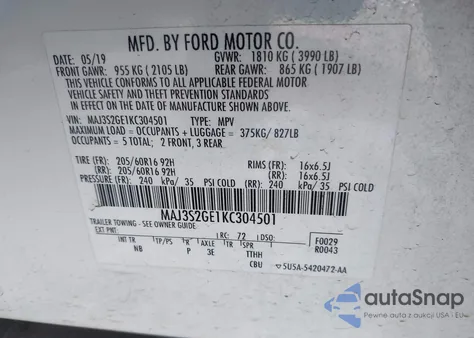 MFD. BY FORD MOTOR CO.
05/19 GVWR: 1810 KG ( 3990 LB)
FRONT GAWR: 955 KG ( 2105 LB) REAR GAWR: 865 KG ( 1907 LB)
THIS VEHICLE CONFORMS TO ALL APPLICABLE FEDERAL MOTOR
VEHICLE SAFETY AND THEFT PREVENTION STANDARDS
IN EFFECT ON THE DATE OF MANUFACTURE SHOWN ABOVE.
VIN: MAJ3S2GE1KC304501 TYPE: MPV
MAXIMUM LOAD = OCCUPANTS + LUGGAGE = 375KG/ 827LB
OCCUPANTS = 5 TOTAL; 2 FRONT, 3 REAR
TIRE (FR): 205/60R16 92H RIMS (FR): 16x6.5J
(RR): 205/60R16 92H (RR): 16x6.5J
PRESSURE (FR): 240 kPa/ 35 PSI COLD (RR): 240 kPa/ 35 PSI COLD
MAJ3S2GE1KC304501
TRAILER TOWING - SEE OWNER GUIDE
EXT PNT: RC: 72 DSO: F0029
R0043
INT TR TP/PS R AXLE TR SPR
NB P 3E TTHH
CBU 5U5A-5420472-AA
autoSnap
Pojazdy z aukcji USA - EU